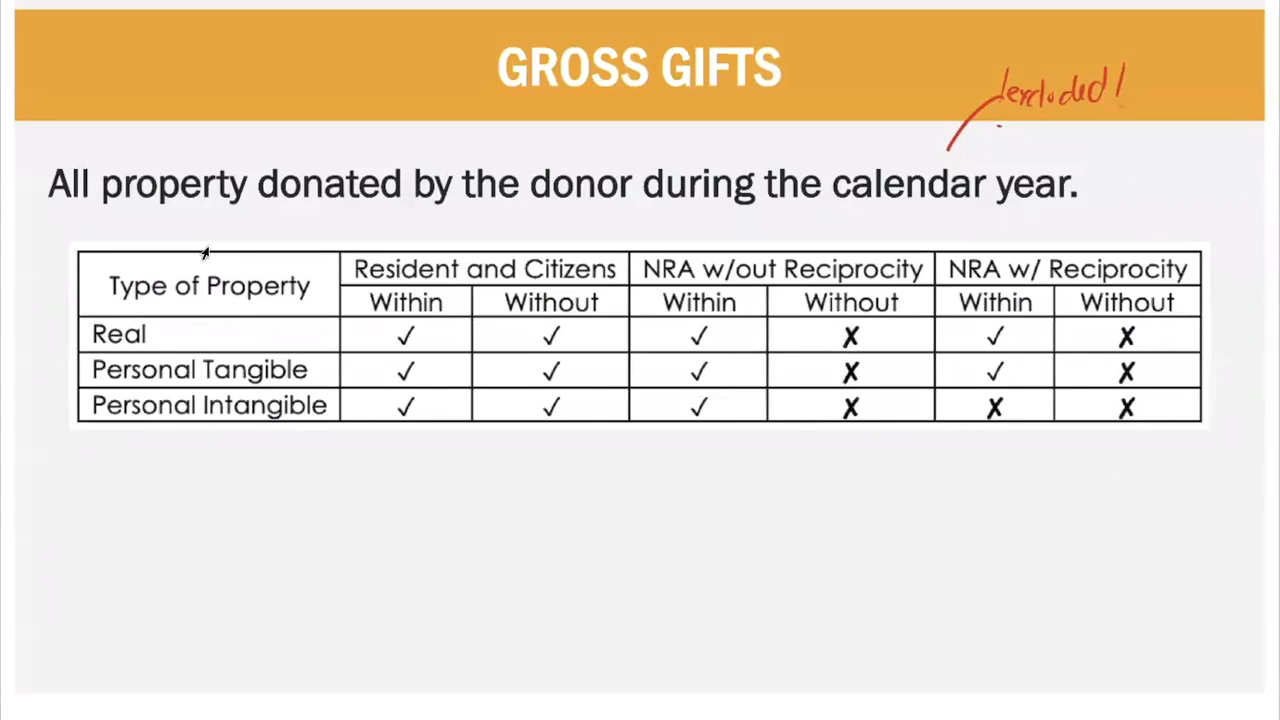 GROSS GIFTS
excluded!
All property donated by the donor during the calendar year.
Type of Property Resident and Citizens NRA w/out Reciprocity NRA w/ Reciprocity
Within Without Within Without Within Without
Real ✓ ✓ ✓ ✗ ✓ ✗
Personal Tangible ✓ ✓ ✓ ✗ ✓ ✗
Personal Intangible ✓ ✓ ✓ ✗ ✗ ✗